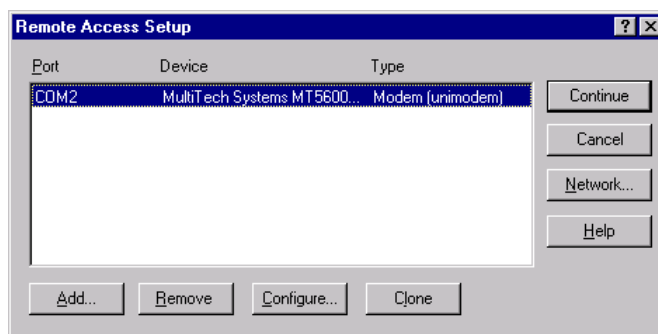 Remote Access Setup
Port Device Type
COM2 MultiTech Systems MT5600... Modem (unimodem)
Continue
Cancel
Network...
Help
Add... Remove Configure... Clone